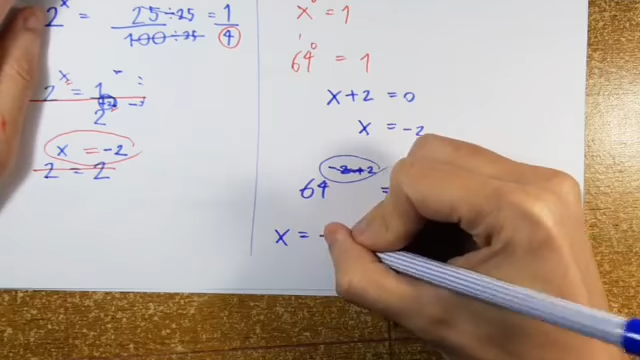 2^x = 25÷25 / 100÷25 = 1 / 4
2^x = 1 / 2
x = -2
2 = 2
x^0 = 1
64^0 = 1
x+2 = 0
x = -2
64^-2+2 =
x = -